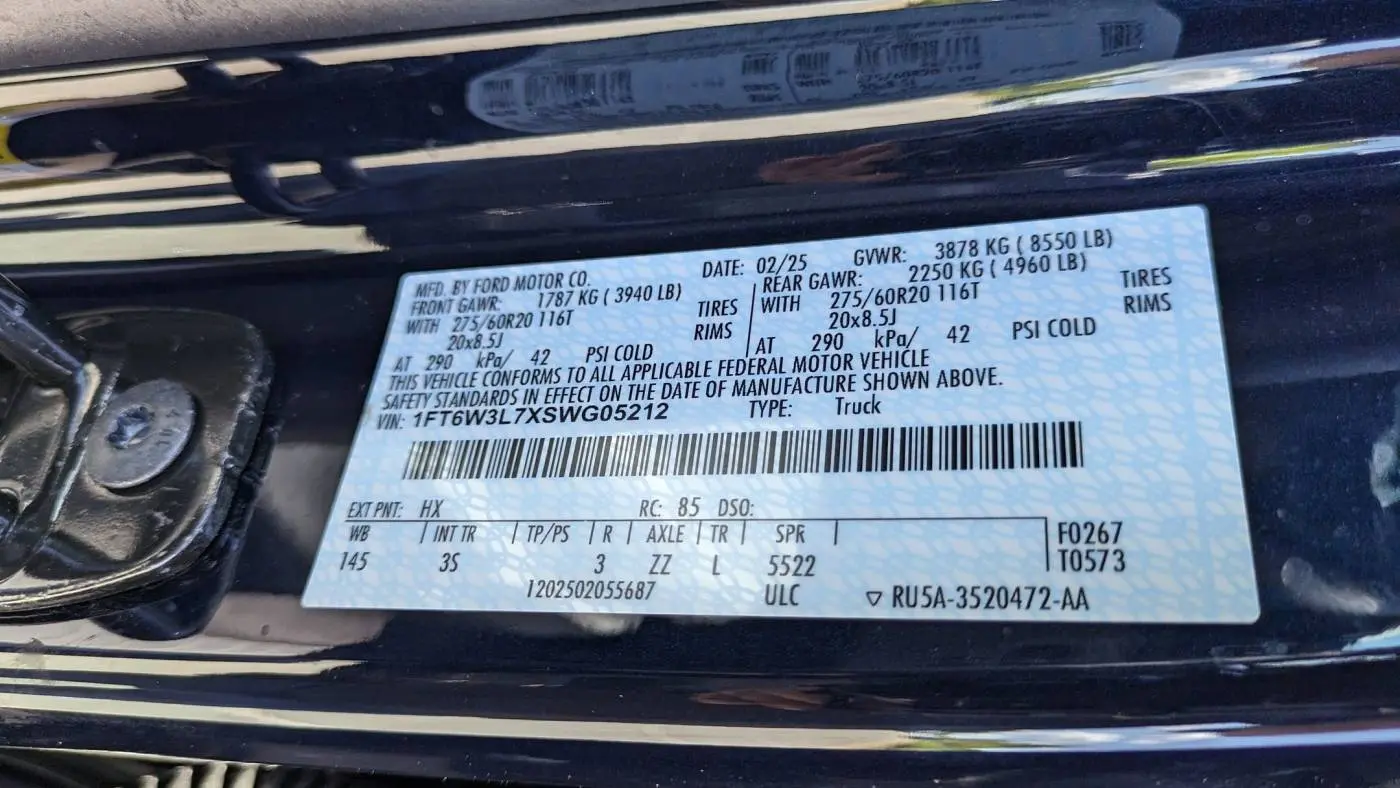 MFD. BY FORD MOTOR CO. DATE: 02/25 GVWR: 3878 KG ( 8550 LB)
FRONT GAWR: 1787 KG ( 3940 LB) REAR GAWR: 2250 KG ( 4960 LB)
WITH 275/60R20 116T TIRES WITH 275/60R20 116T TIRES
20x8.5J RIMS 20x8.5J RIMS
AT 290 kPa/ 42 PSI COLD AT 290 kPa/ 42 PSI COLD
THIS VEHICLE CONFORMS TO ALL APPLICABLE FEDERAL MOTOR VEHICLE
SAFETY STANDARDS IN EFFECT ON THE DATE OF MANUFACTURE SHOWN ABOVE.
VIN: 1FT6W3L7XSWG05212 TYPE: Truck
EXT PNT: HX RC: 85 DSO:
WB INT TR TP/PS R AXLE TR SPR F0267
145 3S 3 ZZ L 5522 T0573
1202502055687 ULC ▽ RU5A-3520472-AA